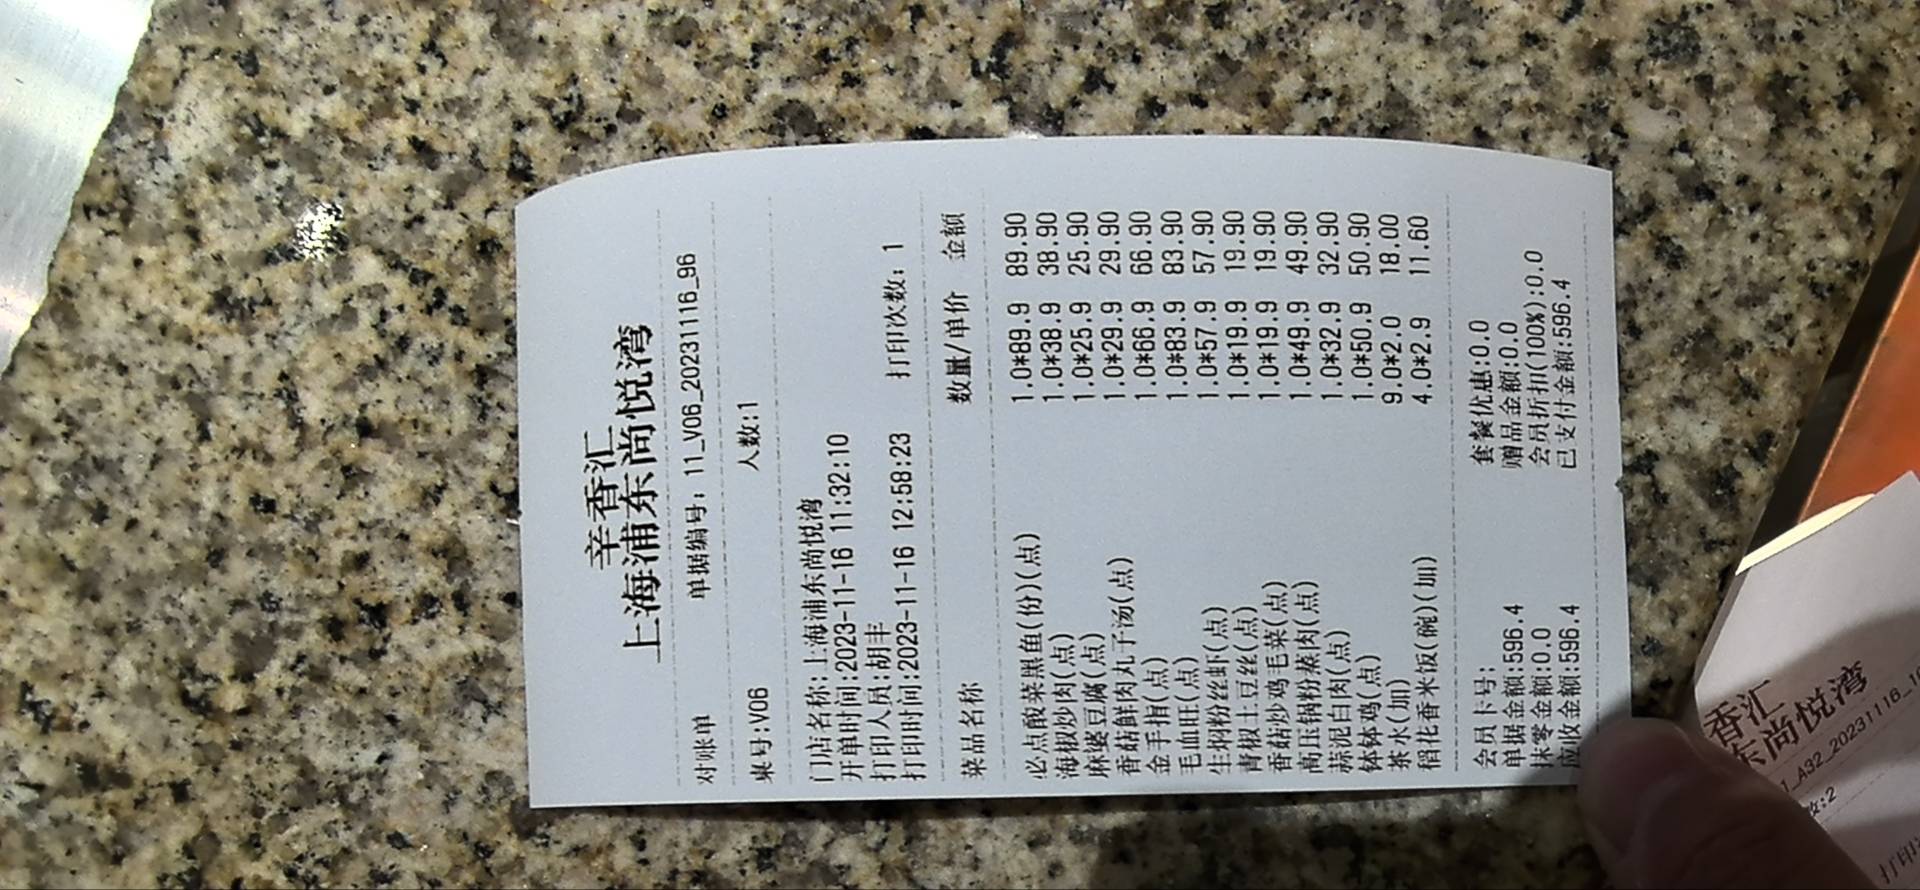 辛香汇
上海浦东尚悦湾
对账单 单据编号: 11_V06_20231116_96
桌号:V06 人数:1
门店名称:上海浦东尚悦湾
开单时间:2023-11-16 11:32:10
打印人员:胡丰
打印时间:2023-11-16 12:58:23 打印次数: 1
菜品名称 数量/单价 金额
必点酸菜黑鱼(份)(点) 1.0*89.9 89.90
海椒炒肉(点) 1.0*38.9 38.90
麻婆豆腐(点) 1.0*25.9 25.90
香菇鲜肉丸子汤(点) 1.0*29.9 29.90
金手指(点) 1.0*66.9 66.90
毛血旺(点) 1.0*83.9 83.90
生焖粉丝虾(点) 1.0*57.9 57.90
青椒土豆丝(点) 1.0*19.9 19.90
香菇炒鸡毛菜(点) 1.0*19.9 19.90
高压锅粉蒸肉(点) 1.0*49.9 49.90
蒜泥白肉(点) 1.0*32.9 32.90
钵钵鸡(点) 1.0*50.9 50.90
茶水(加) 9.0*2.0 18.00
稻花香米饭(碗)(加) 4.0*2.9 11.60
会员卡号: 套餐优惠:0.0
单据金额:596.4 赠品金额:0.0
抹零金额:0.0 会员折扣(100%):0.0
应收金额:596.4 已支付金额:596.4
香汇
东尚悦湾
1_A32_20231116_1
数:2
打印